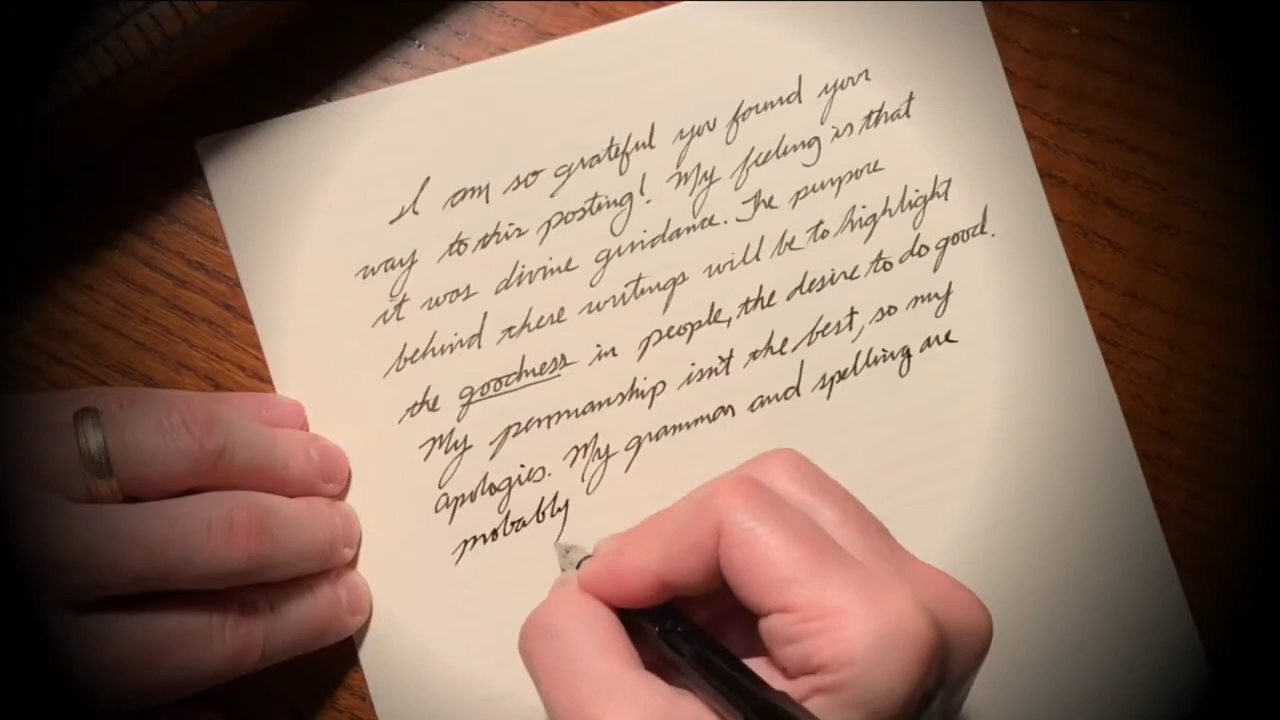 I am so grateful you found your
way to this posting! My feeling is that
it was divine guidance. The purpose
behind these writings will be to highlight
the goodness in people, the desire to do good.
My penmanship isn't the best, so my
apologies. My grammar and spelling are
probably